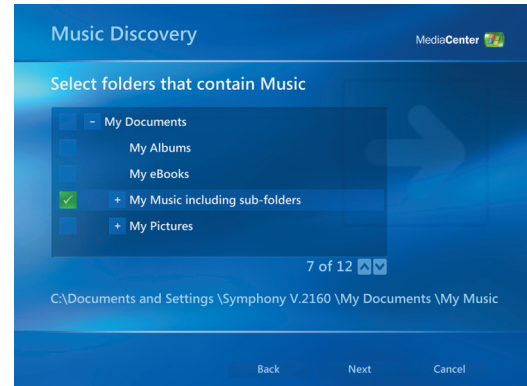 Music Discovery
MediaCenter
Select folders that contain Music
- My Documents
My Albums
My eBooks
+ My Music including sub-folders
+ My Pictures
7 of 12
C:\Documents and Settings \Symphony V.2160 \My Documents \My Music
Back Next Cancel